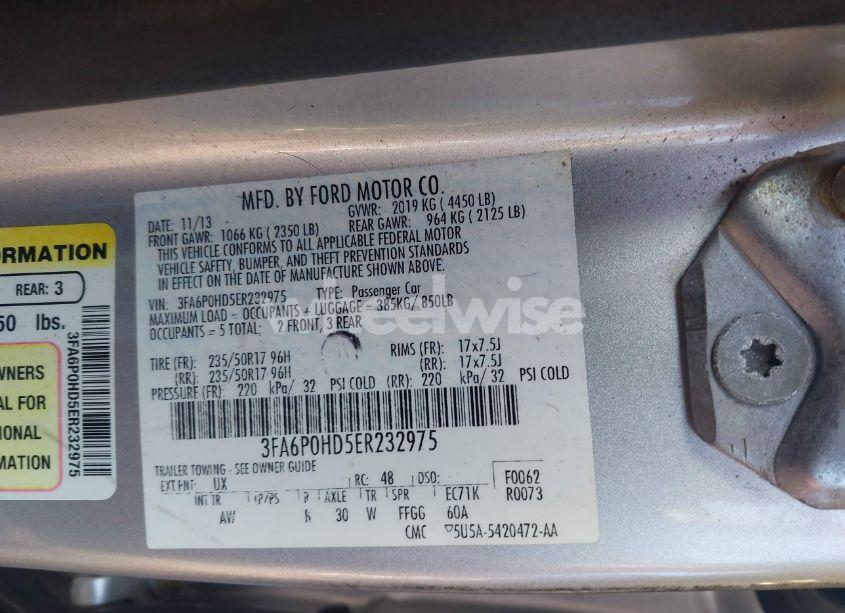 MFD. BY FORD MOTOR CO.
DATE: 11/13 GVWR: 2019 KG ( 4450 LB)
FRONT GAWR: 1066 KG ( 2350 LB) REAR GAWR: 964 KG ( 2125 LB)
THIS VEHICLE CONFORMS TO ALL APPLICABLE FEDERAL MOTOR
VEHICLE SAFETY, BUMPER, AND THEFT PREVENTION STANDARDS
IN EFFECT ON THE DATE OF MANUFACTURE SHOWN ABOVE.
VIN: 3FA6P0HD5ER232975 TYPE: Passenger Car
MAXIMUM LOAD = OCCUPANTS + LUGGAGE = 385KG/ 850LB
OCCUPANTS = 5 TOTAL; 2 FRONT, 3 REAR
TIRE (FR): 235/50R17 96H RIMS (FR): 17x7.5J
(RR): 235/50R17 96H (RR): 17x7.5J
PRESSURE (FR): 220 kPa/ 32 PSI COLD (RR): 220 kPa/ 32 PSI COLD
3FA6P0HD5ER232975
TRAILER TOWING - SEE OWNER GUIDE
EXT PNT: UX RC: 48 DSO: F0062
INT TR TP/PS R AXLE TR SPR EC71K R0073
AW 30 W FFGG 60A
CMC ▽5U5A-5420472-AA
ORMATION
REAR: 3
50 lbs.
WNERS
AL FOR
IONAL
MATION
3FA6P0HD5ER232975
wheelwise